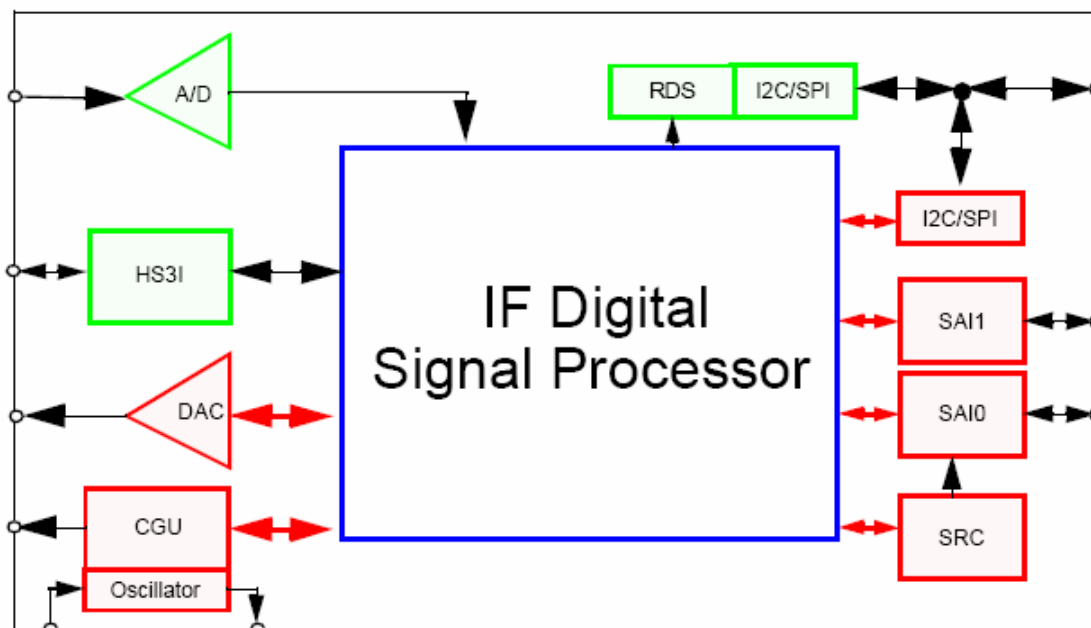 A/D
RDS
I2C/SPI
I2C/SPI
HS3I
IF Digital
Signal Processor
SAI1
DAC
SAI0
CGU
SRC
Oscillator